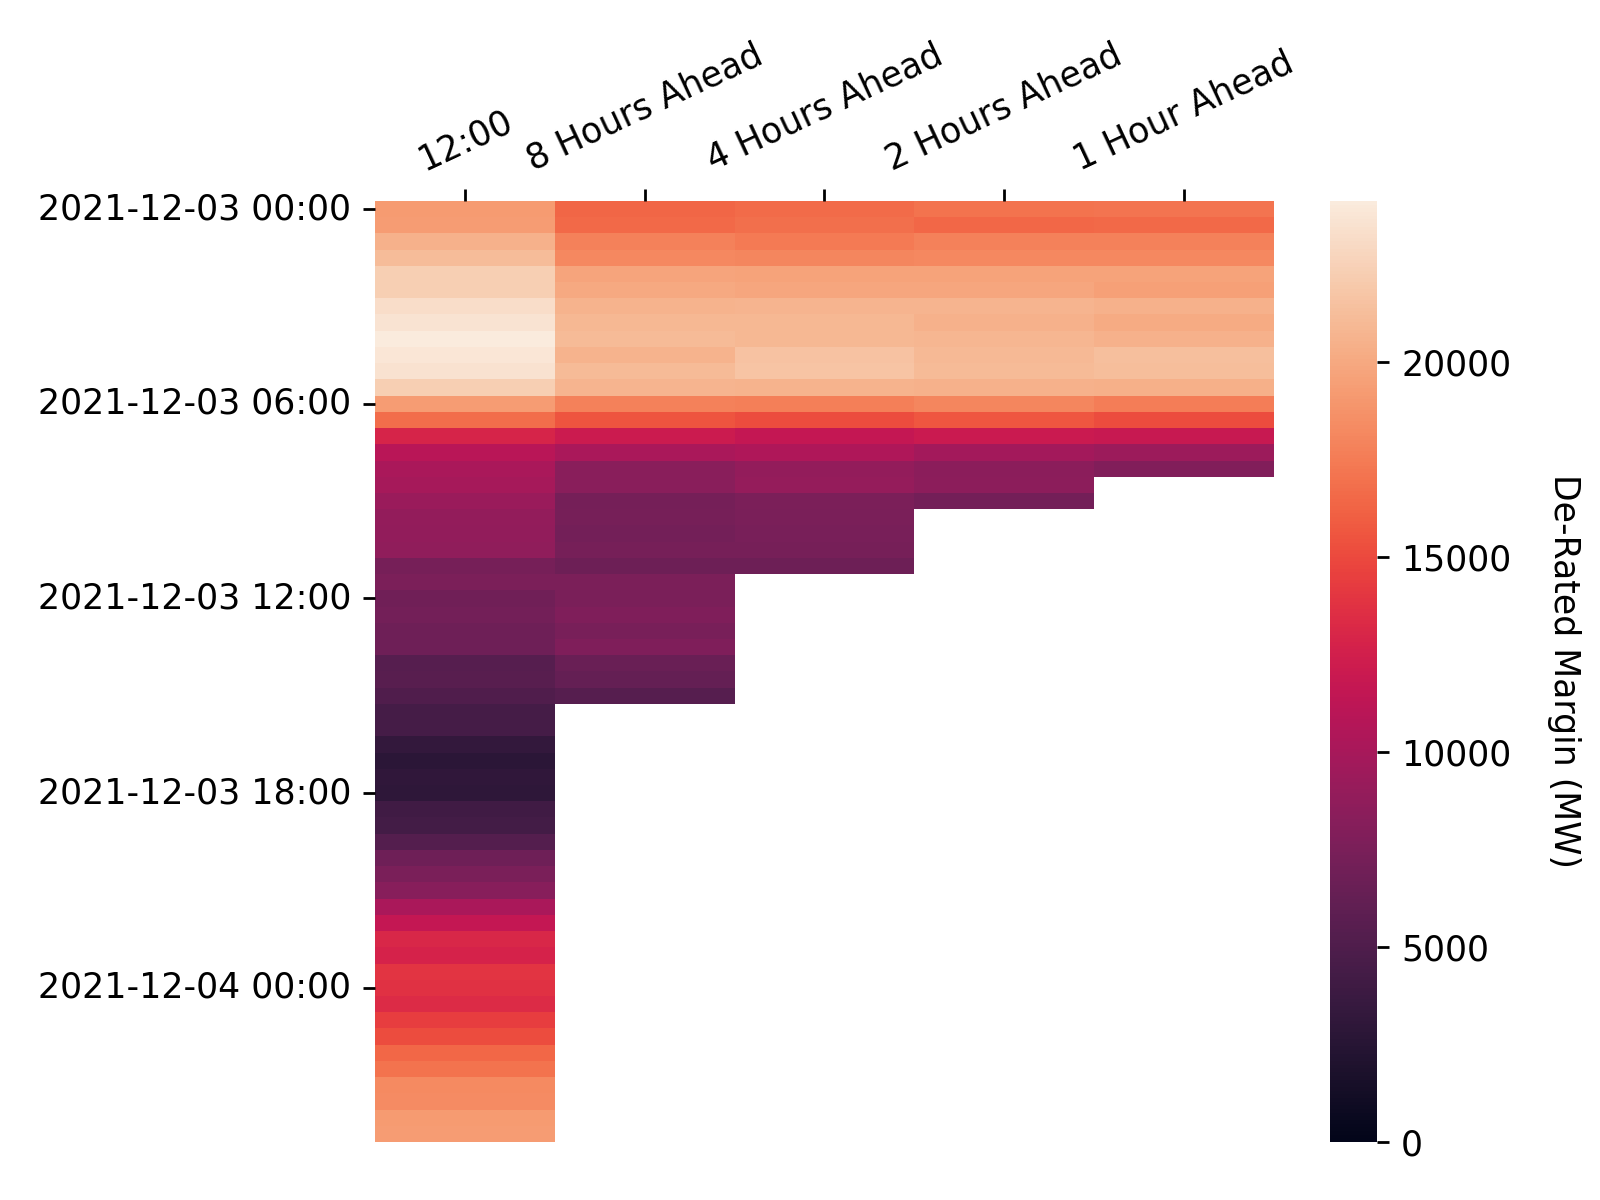 12:00
8 Hours Ahead
4 Hours Ahead
2 Hours Ahead
1 Hour Ahead
2021-12-03 00:00
2021-12-03 06:00
2021-12-03 12:00
2021-12-03 18:00
2021-12-04 00:00
20000
15000
10000
5000
0
De-Rated Margin (MW)